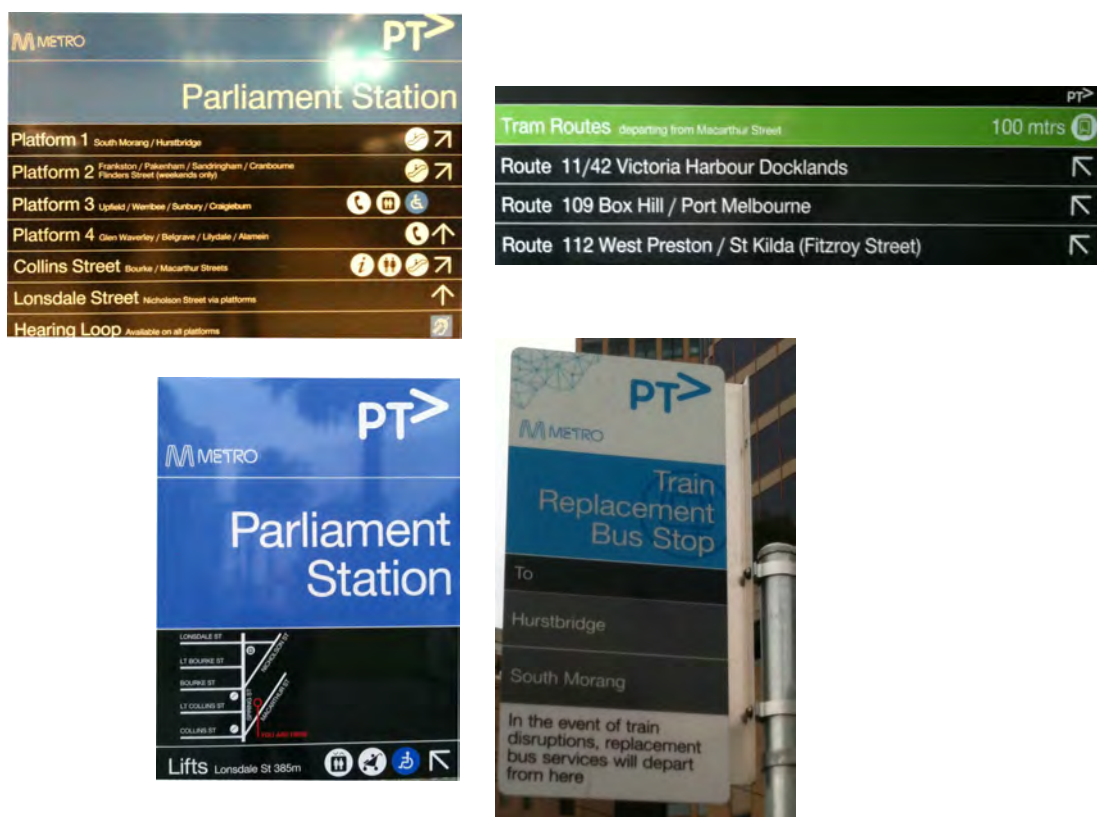 METRO
PT>
Parliament Station
Platform 1 South Morang / Hurstbridge
Platform 2 Frankston / Pakenham / Sandringham / Cranbourne
Flinders Street (weekends only)
Platform 3 Upfield / Werribee / Sunbury / Craigieburn
Platform 4 Glen Waverley / Belgrave / Lilydale / Alamein
Collins Street Bourke / Macarthur Streets
Lonsdale Street Nicholson Street via platforms
Hearing Loop Available on all platforms
PT>
Tram Routes departing from Macarthur Street 100 mtrs
Route 11/42 Victoria Harbour Docklands
Route 109 Box Hill / Port Melbourne
Route 112 West Preston / St Kilda (Fitzroy Street)
PT>
METRO
Parliament
Station
LONSDALE ST
LT BOURKE ST
BOURKE ST
LT COLLINS ST
COLLINS ST
SPRING ST
NICHOLSON ST
MACARTHUR ST
YOU ARE HERE
Lifts Lonsdale St 385m
PT>
METRO
Train
Replacement
Bus Stop
To
Hurstbridge
South Morang
In the event of train
disruptions, replacement
bus services will depart
from here